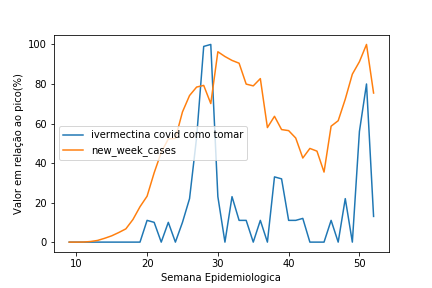 100
80
60
40
20
0
Valor em relação ao pico(%)
ivermectina covid como tomar
new_week_cases
10
20
30
40
50
Semana Epidemiologica